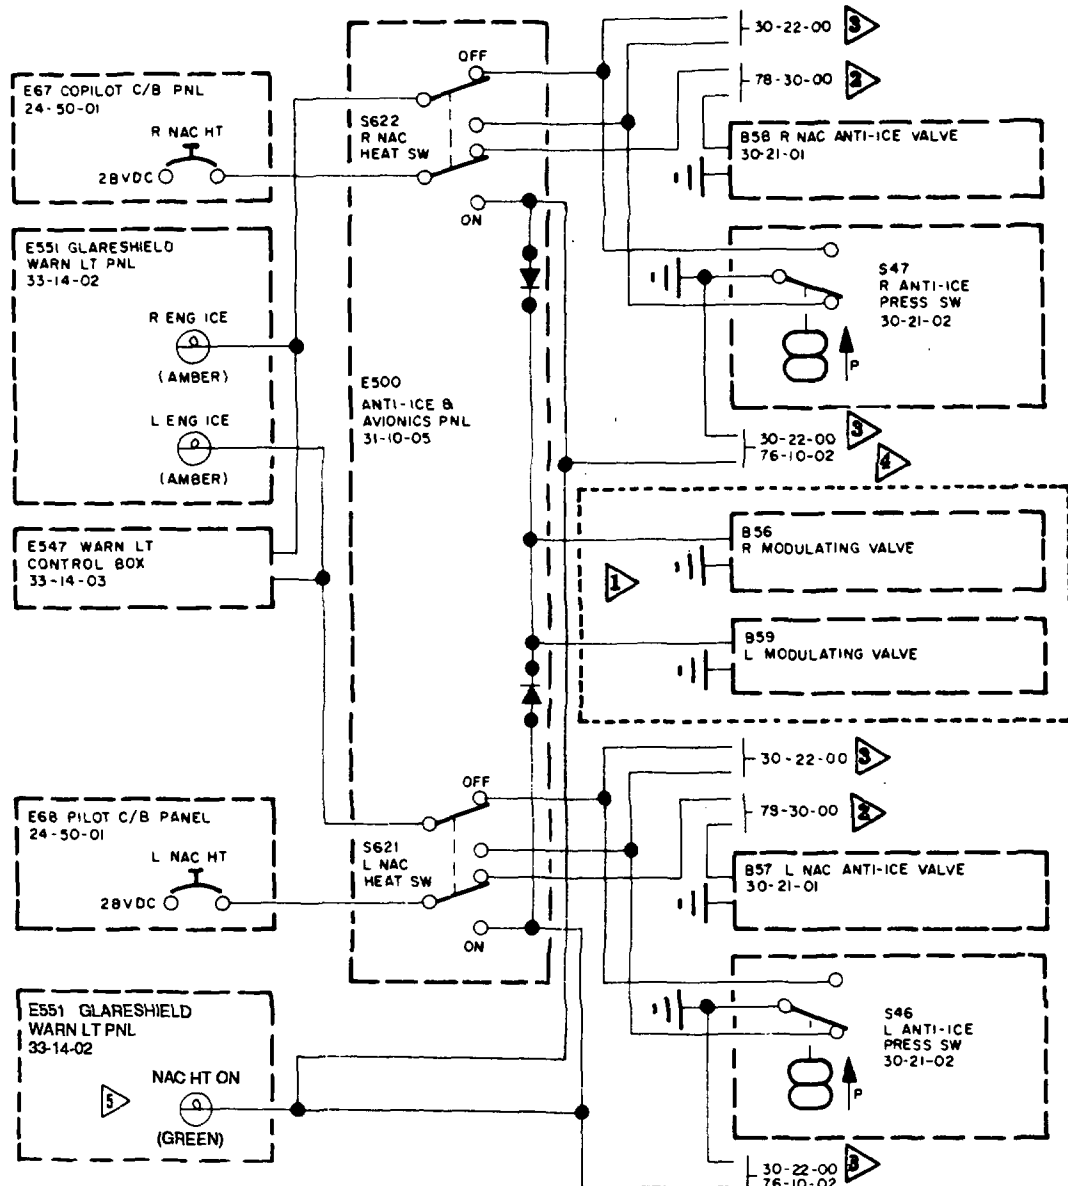 30-22-00 3
OFF
E67 COPILOT C/B PNL
24-50-01
78-30-00 2
R NAC HT
S622
R NAC
HEAT SW
B58 R NAC ANTI-ICE VALVE
30-21-01
28VDC
ON
E551 GLARESHIELD
WARN LT PNL
33-14-02
S47
R ANTI-ICE
PRESS SW
30-21-02
R ENG ICE
(AMBER)
P
E500
ANTI-ICE &
AVIONICS PNL
31-10-05
L ENG ICE
(AMBER)
30-22-00 3
76-10-02 4
E547 WARN LT
CONTROL BOX
33-14-03
B56
R MODULATING VALVE
1
B59
L MODULATING VALVE
30-22-00 3
OFF
E68 PILOT C/B PANEL
24-50-01
79-30-00 2
L NAC HT
S621
L NAC
HEAT SW
B57 L NAC ANTI-ICE VALVE
30-21-01
28VDC
ON
E551 GLARESHIELD
WARN LT PNL
33-14-02
S46
L ANTI-ICE
PRESS SW
30-21-02
NAC HT ON
5
(GREEN)
P
30-22-00 3
76-10-02